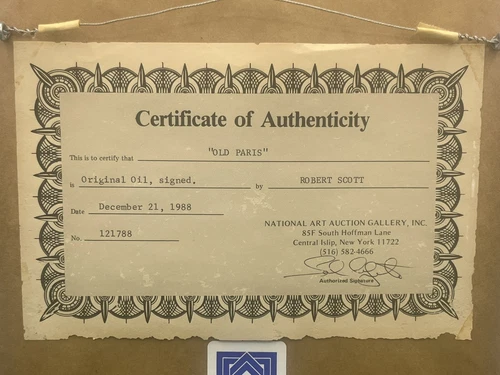 Certificate of Authenticity
This is to certify that "OLD PARIS"
is Original Oil, signed. by ROBERT SCOTT
Date December 21, 1988
No. 121788
NATIONAL ART AUCTION GALLERY, INC.
85F South Hoffman Lane
Central Islip, New York 11722
(516) 582-4666
Authorized Signature